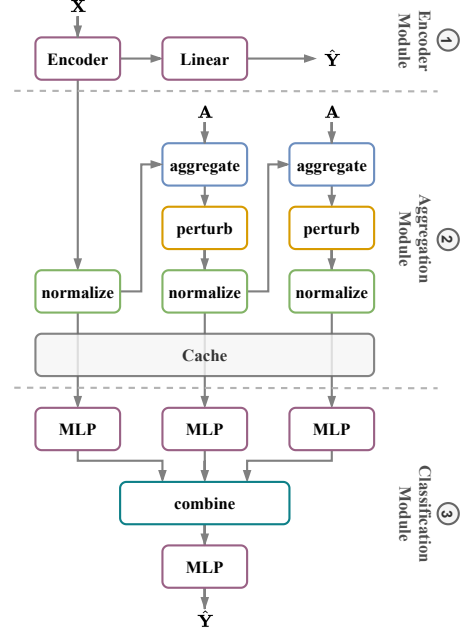 X
Encoder
Linear
Ŷ
① Encoder
Module
A
A
aggregate
aggregate
perturb
perturb
normalize
normalize
normalize
② Aggregation
Module
Cache
MLP
MLP
MLP
combine
MLP
Ŷ
③ Classification
Module